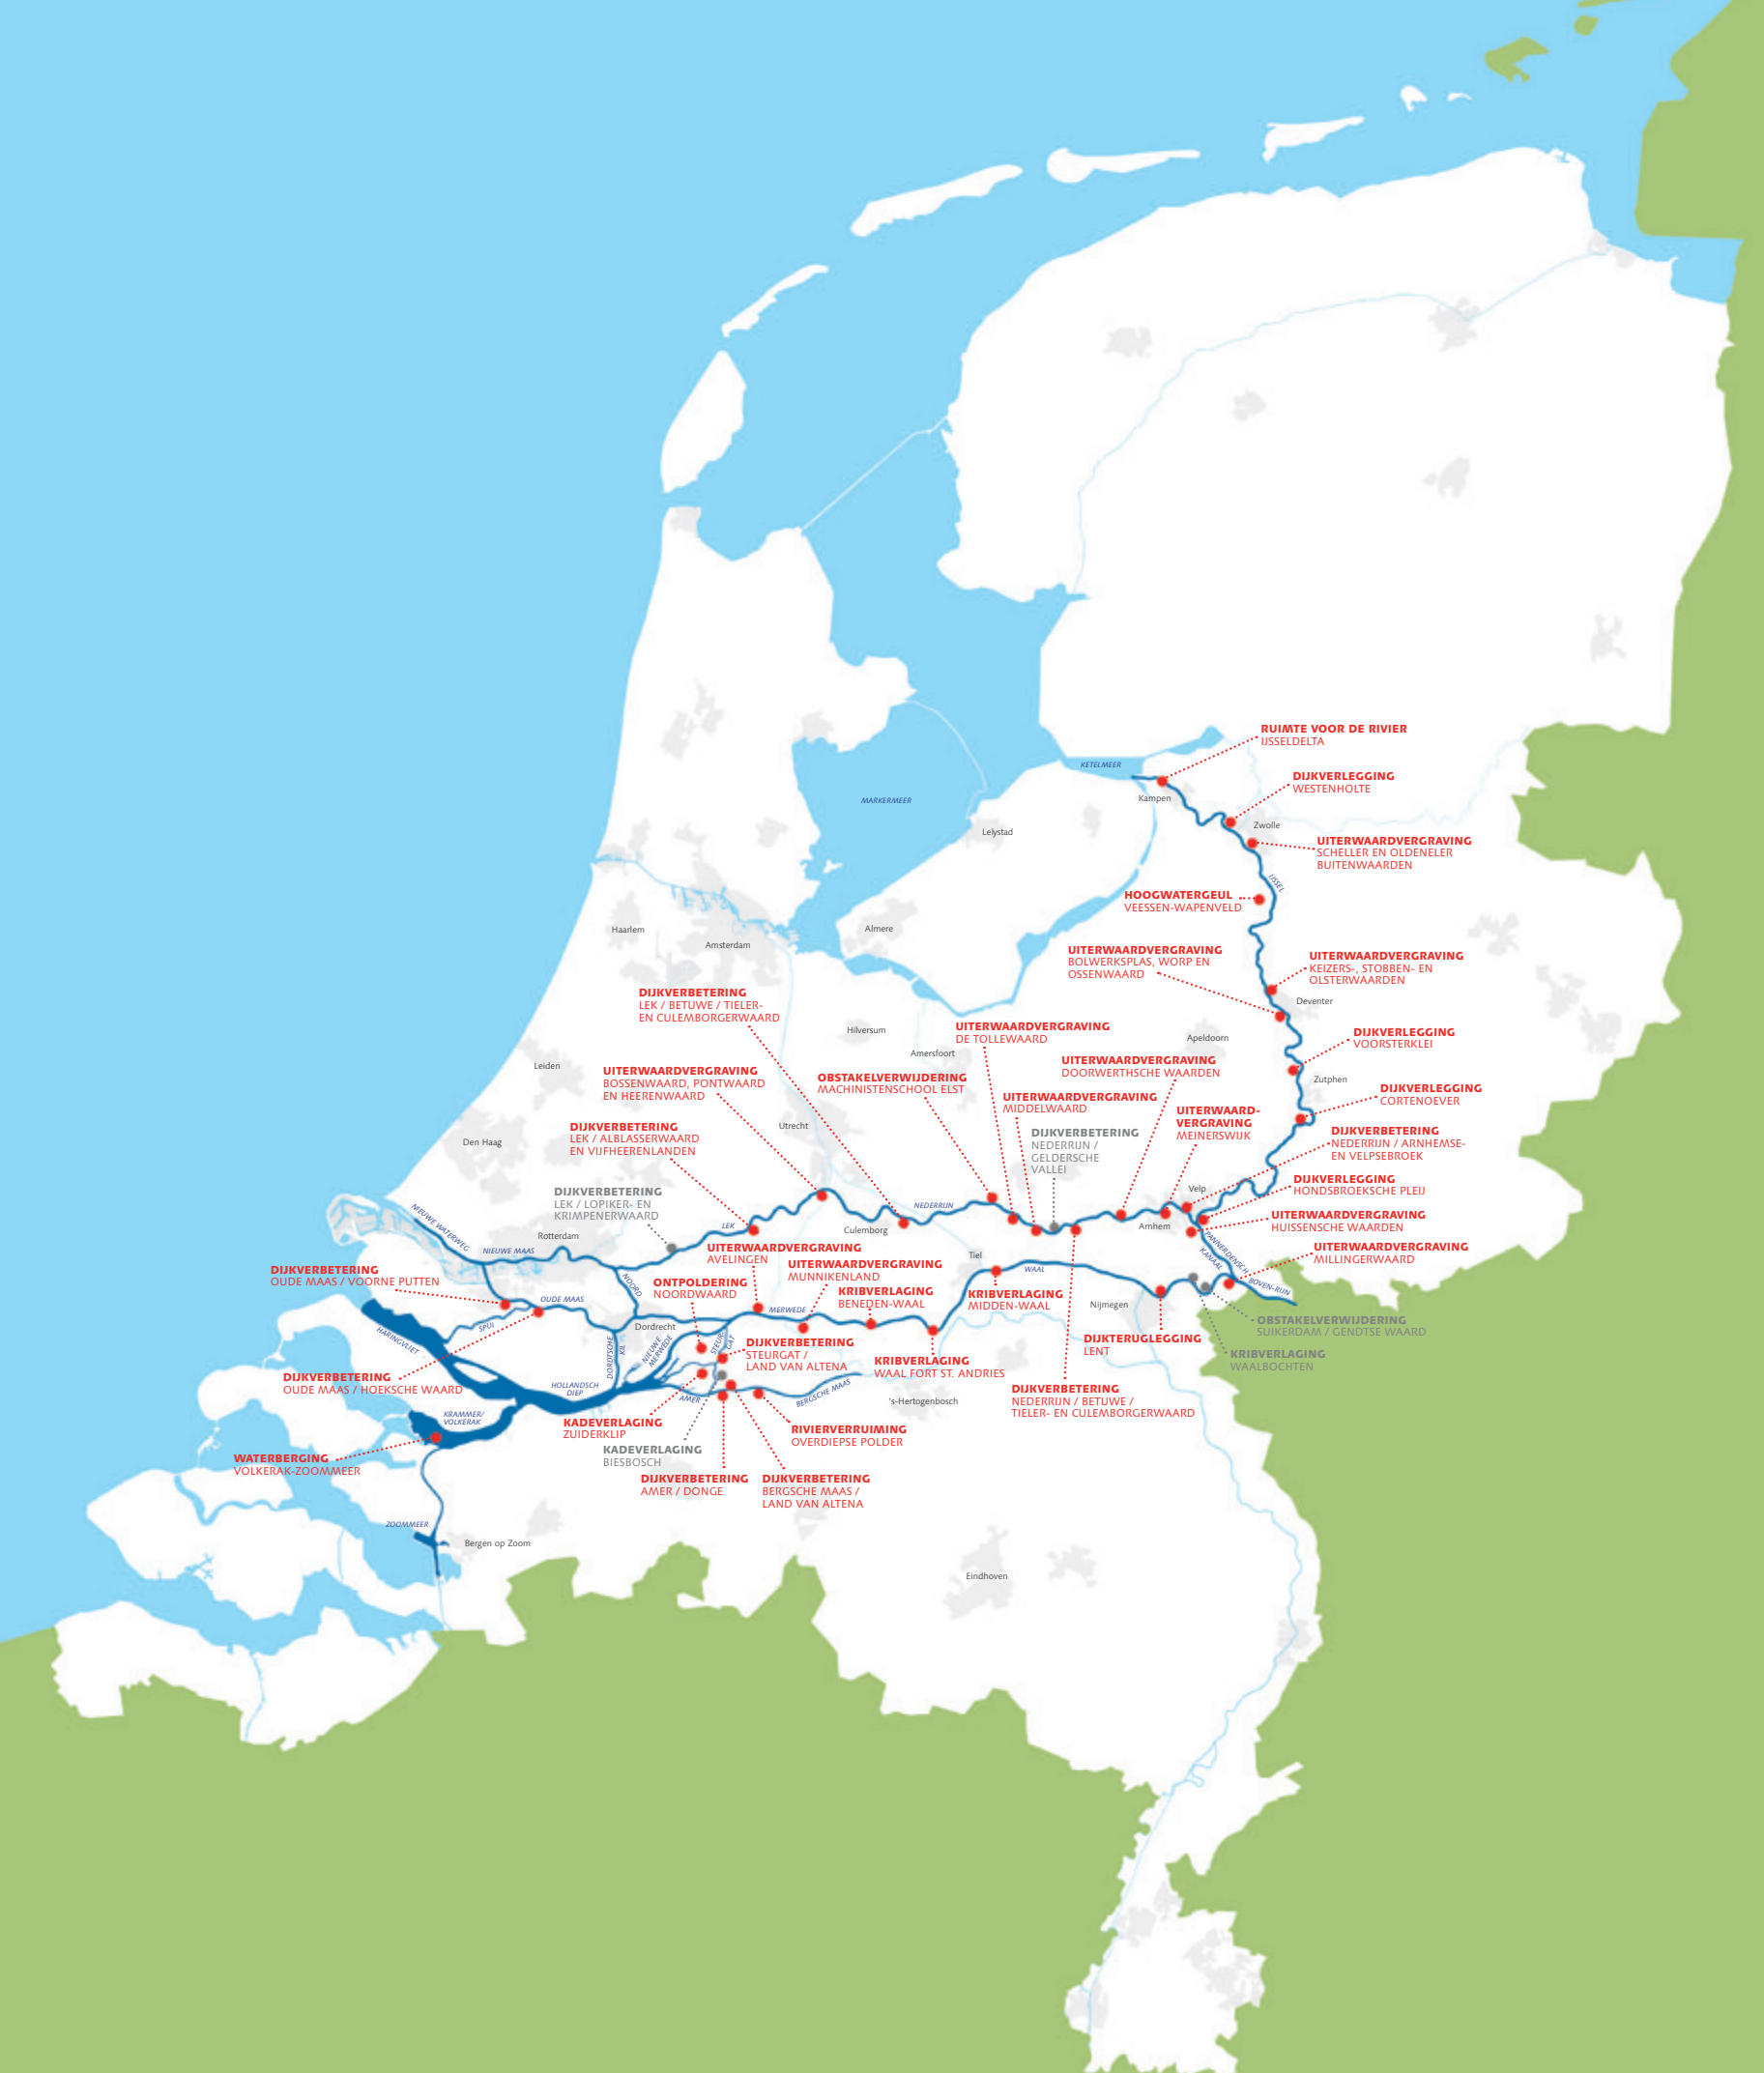 RUIMTE VOOR DE RIVIER
IJSSELDELTA
KETELMEER
DIJKVERLEGGING
WESTENHOLTE
MARKERMEER
Kampen
Lelystad
Zwolle
UITERWAARDVERGRAVING
SCHELLER EN OLDENELER
BUITENWAARDEN
IJSSEL
HOOGWATERGEUL
VEESSEN-WAPENVELD
Haarlem
Almere
Amsterdam
UITERWAARDVERGRAVING
BOLWERKSPLAS, WORP EN
OSSENWAARD
UITERWAARDVERGRAVING
KEIZERS-, STOBBEN- EN
OLSTERWAARDEN
DIJKVERBETERING
LEK / BETUWE / TIELER-
EN CULEMBORGERWAARD
Deventer
Hilversum
UITERWAARDVERGRAVING
DE TOLLEWAARD
Apeldoorn
DIJKVERLEGGING
VOORSTERKLEI
Amersfoort
Leiden
UITERWAARDVERGRAVING
DOORWERTHSCHE WAARDEN
UITERWAARDVERGRAVING
BOSSENWAARD, PONTWAARD
EN HEERENWAARD
OBSTAKELVERWIJDERING
MACHINISTENSCHOOL ELST
Zutphen
DIJKVERLEGGING
CORTENOEVER
UITERWAARDVERGRAVING
MIDDELWAARD
UITERWAARD-
VERGRAVING
MEINERSWIJK
DIJKVERBETERING
LEK / ALBLASSERWAARD
EN VIJFHEERENLANDEN
Utrecht
Den Haag
DIJKVERBETERING
NEDERRIJN /
GELDERSCHE
VALLEI
DIJKVERBETERING
NEDERRIJN / ARNHEMSE-
EN VELPSEBROEK
DIJKVERBETERING
LEK / LOPIKER- EN
KRIMPENERWAARD
Velp
DIJKVERLEGGING
HONDSBROEKSCHE PLEIJ
NEDERRIJN
UITERWAARDVERGRAVING
HUISSENSCHE WAARDEN
NIEUWE WATERWEG
LEK
Culemborg
Arnhem
Rotterdam
NIEUWE MAAS
UITERWAARDVERGRAVING
AVELINGEN
Tiel
PANNERDENSCH
KANAAL
UITERWAARDVERGRAVING
MILLINGERWAARD
UITERWAARDVERGRAVING
MUNNIKENLAND
WAAL
DIJKVERBETERING
OUDE MAAS / VOORNE PUTTEN
NOORD
ONTPOLDERING
NOORDWAARD
KRIBVERLAGING
BENEDEN-WAAL
KRIBVERLAGING
MIDDEN-WAAL
BOVEN-RIJN
OUDE MAAS
Nijmegen
MERWEDE
OBSTAKELVERWIJDERING
SUIKERDAM / GENDTSE WAARD
SPUI
HARINGVLIET
Dordrecht
DORDTSCHE
KIL
NIEUWE
MERWEDE
STEUR
GAT
DIJKVERBETERING
STEURGAT /
LAND VAN ALTENA
DIJKTERUGLEGGING
LENT
KRIBVERLAGING
WAALBOCHTEN
KRIBVERLAGING
WAAL FORT ST. ANDRIES
DIJKVERBETERING
OUDE MAAS / HOEKSCHE WAARD
HOLLANDSCH
DIEP
AMER
BERGSCHE MAAS
's-Hertogenbosch
DIJKVERBETERING
NEDERRIJN / BETUWE /
TIELER- EN CULEMBORGERWAARD
KRAMMER/
VOLKERAK
KADEVERLAGING
ZUIDERKLIP
RIVIERVERRUIMING
OVERDIEPSE POLDER
KADEVERLAGING
BIESBOSCH
WATERBERGING
VOLKERAK-ZOOMMEER
DIJKVERBETERING
AMER / DONGE
DIJKVERBETERING
BERGSCHE MAAS /
LAND VAN ALTENA
ZOOMMEER
Bergen op Zoom
Eindhoven